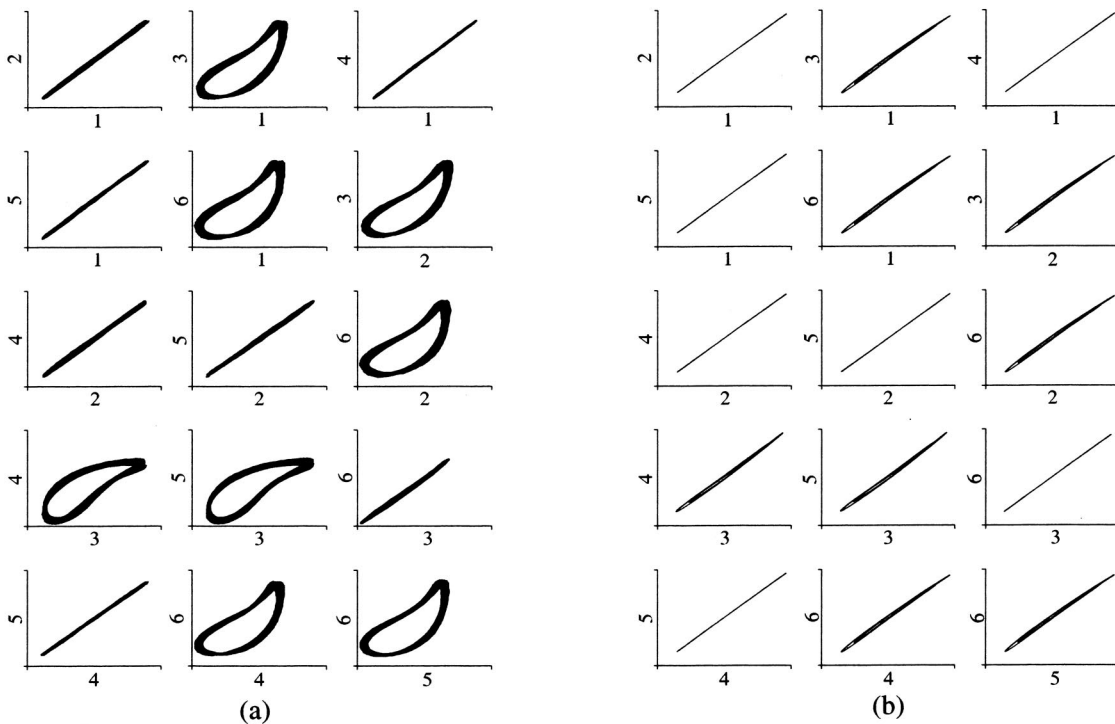 2 3 4 2 3 4
1 1 1 1 1 1
5 6 3 5 6 3
1 1 2 1 1 2
4 5 6 4 5 6
2 2 2 2 2 2
4 5 6 4 5 6
3 3 3 3 3 3
5 6 6 5 6 6
4 4 5 4 4 5
(a) (b)